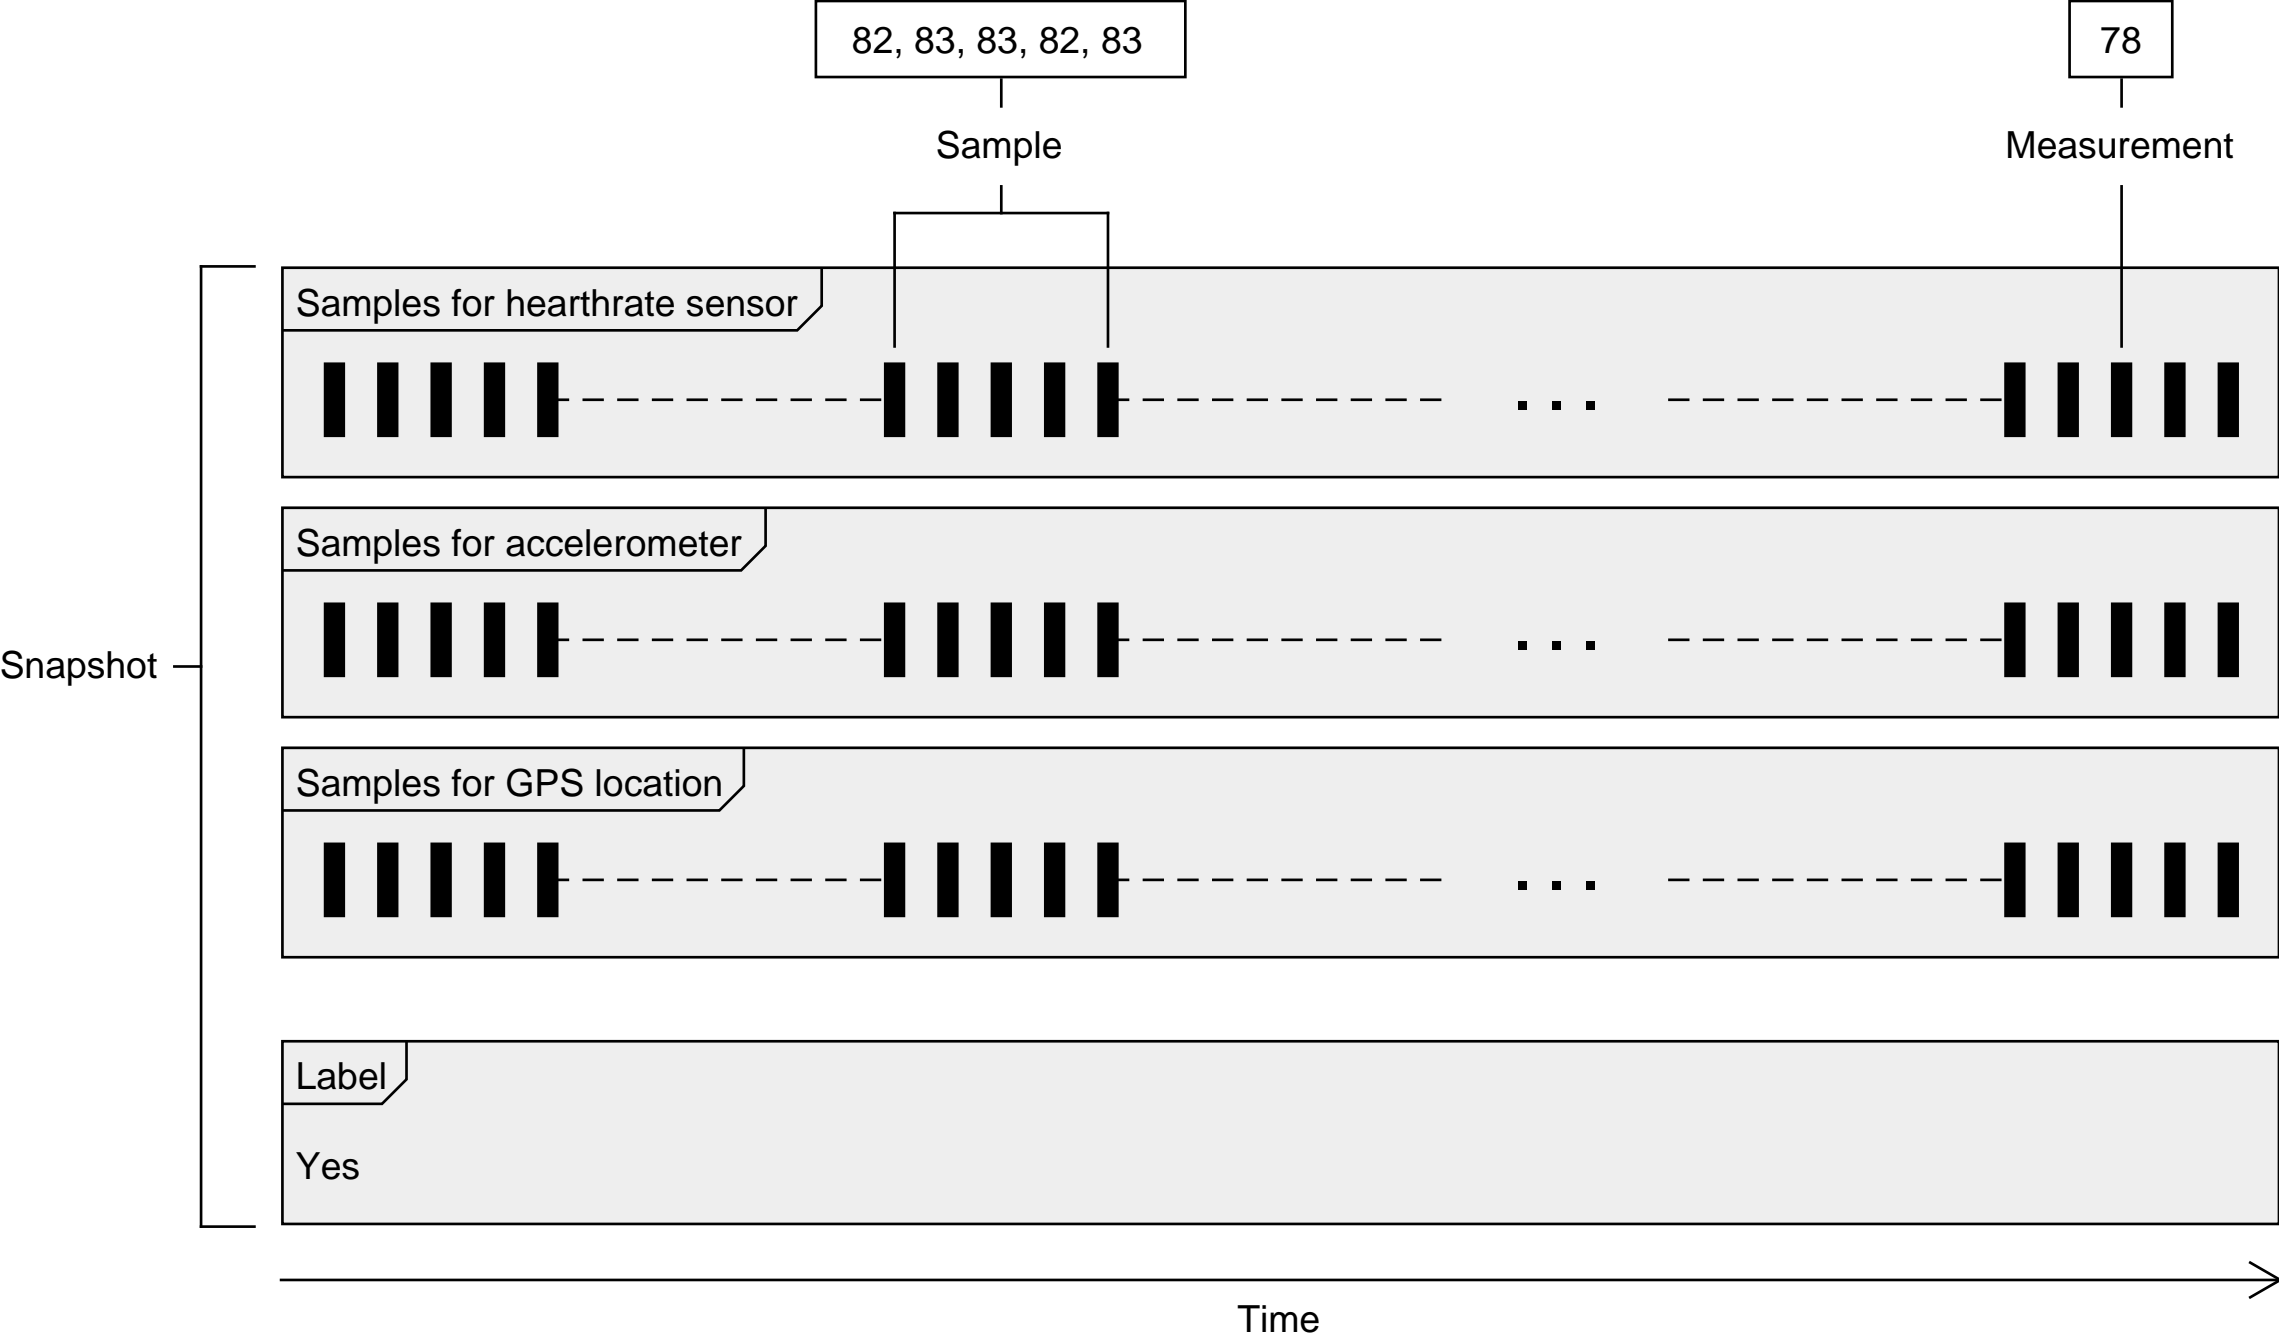 82, 83, 83, 82, 83
78
Sample
Measurement
Samples for hearthrate sensor
. . .
Samples for accelerometer
. . .
Snapshot
Samples for GPS location
. . .
Label
Yes
Time